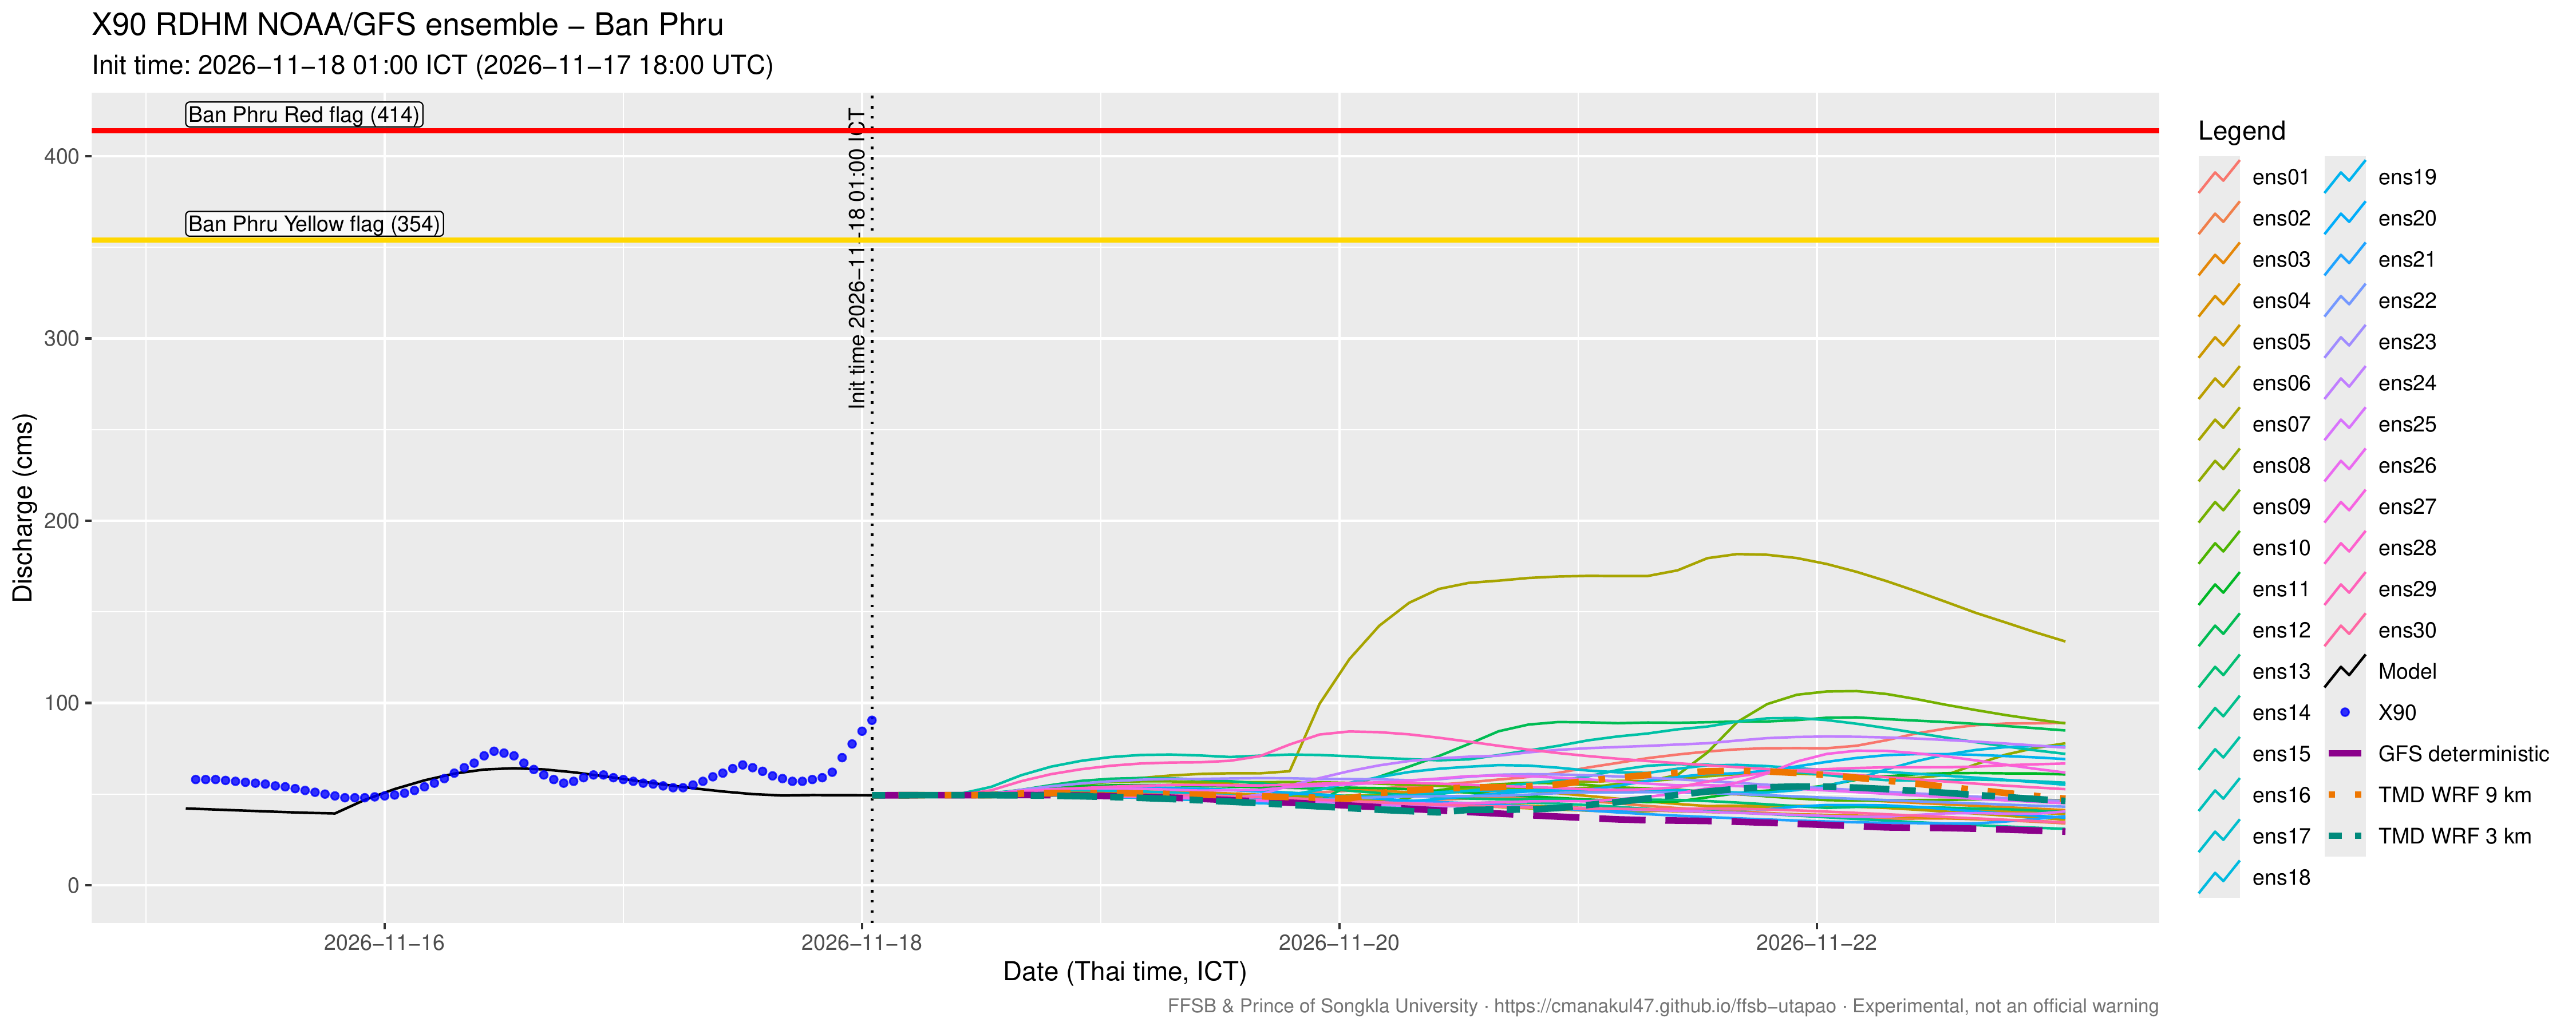 X90 RDHM NOAA/GFS ensemble − Ban Phru
Init time: 2026−11−18 01:00 ICT (2026−11−17 18:00 UTC)
Ban Phru Red flag (414)
Ban Phru Yellow flag (354)
Init time 2026−11−18 01:00 ICT
Discharge (cms)
400
300
200
100
0
2026−11−16
2026−11−18
2026−11−20
2026−11−22
Date (Thai time, ICT)
Legend
ens01
ens02
ens03
ens04
ens05
ens06
ens07
ens08
ens09
ens10
ens11
ens12
ens13
ens14
ens15
ens16
ens17
ens18
ens19
ens20
ens21
ens22
ens23
ens24
ens25
ens26
ens27
ens28
ens29
ens30
Model
X90
GFS deterministic
TMD WRF 9 km
TMD WRF 3 km
FFSB & Prince of Songkla University · https://cmanakul47.github.io/ffsb−utapao · Experimental, not an official warning